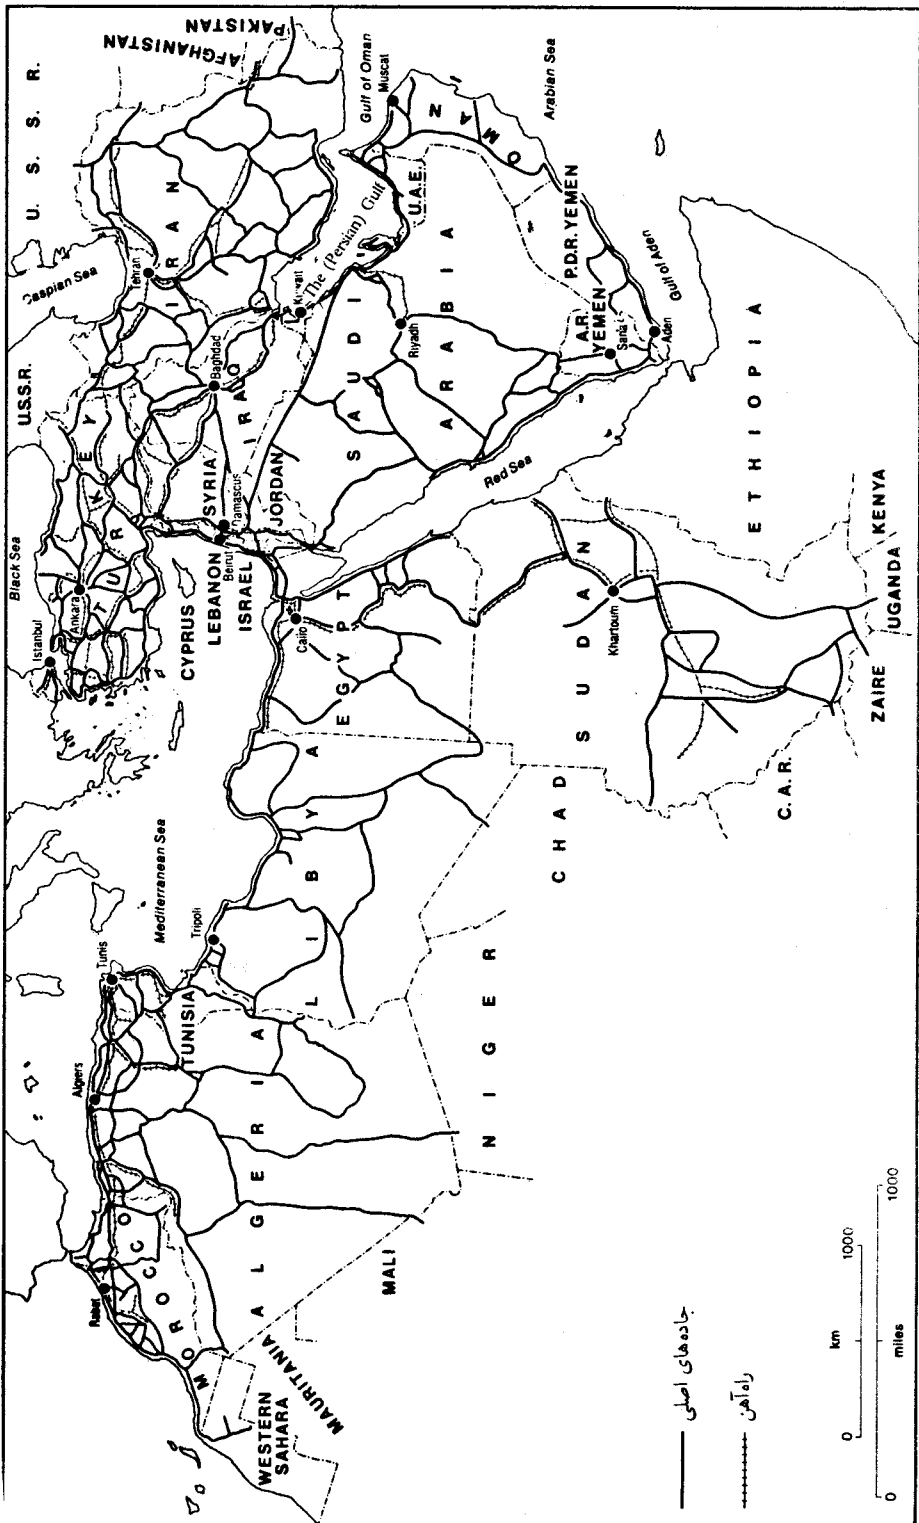 U. S. S. R.
U.S.S.R.
AFGHANISTAN
PAKISTAN
Black Sea
Caspian Sea
Istanbul
Ankara
TURKEY
Tehran
IRAN
CYPRUS
LEBANON
Beirut
ISRAEL
SYRIA
Damascus
JORDAN
IRAQ
Baghdad
Kuwait
The (Persian) Gulf
Gulf of Oman
Muscat
OMAN
U.A.E.
Arabian Sea
SAUDI
ARABIA
Riyadh
Red Sea
A.R.
YEMEN
San'a
P.D.R. YEMEN
Aden
Gulf of Aden
Mediterranean Sea
Rabat
MOROCCO
Algiers
ALGERIA
Tunis
TUNISIA
Tripoli
LIBYA
Cairo
EGYPT
Khartoum
SUDAN
ETHIOPIA
WESTERN
SAHARA
MAURITANIA
MALI
NIGER
CHAD
C. A. R.
ZAIRE
UGANDA
KENYA
جاده‌های اصلی
راه‌آهن
0 km 1000
0 miles 1000